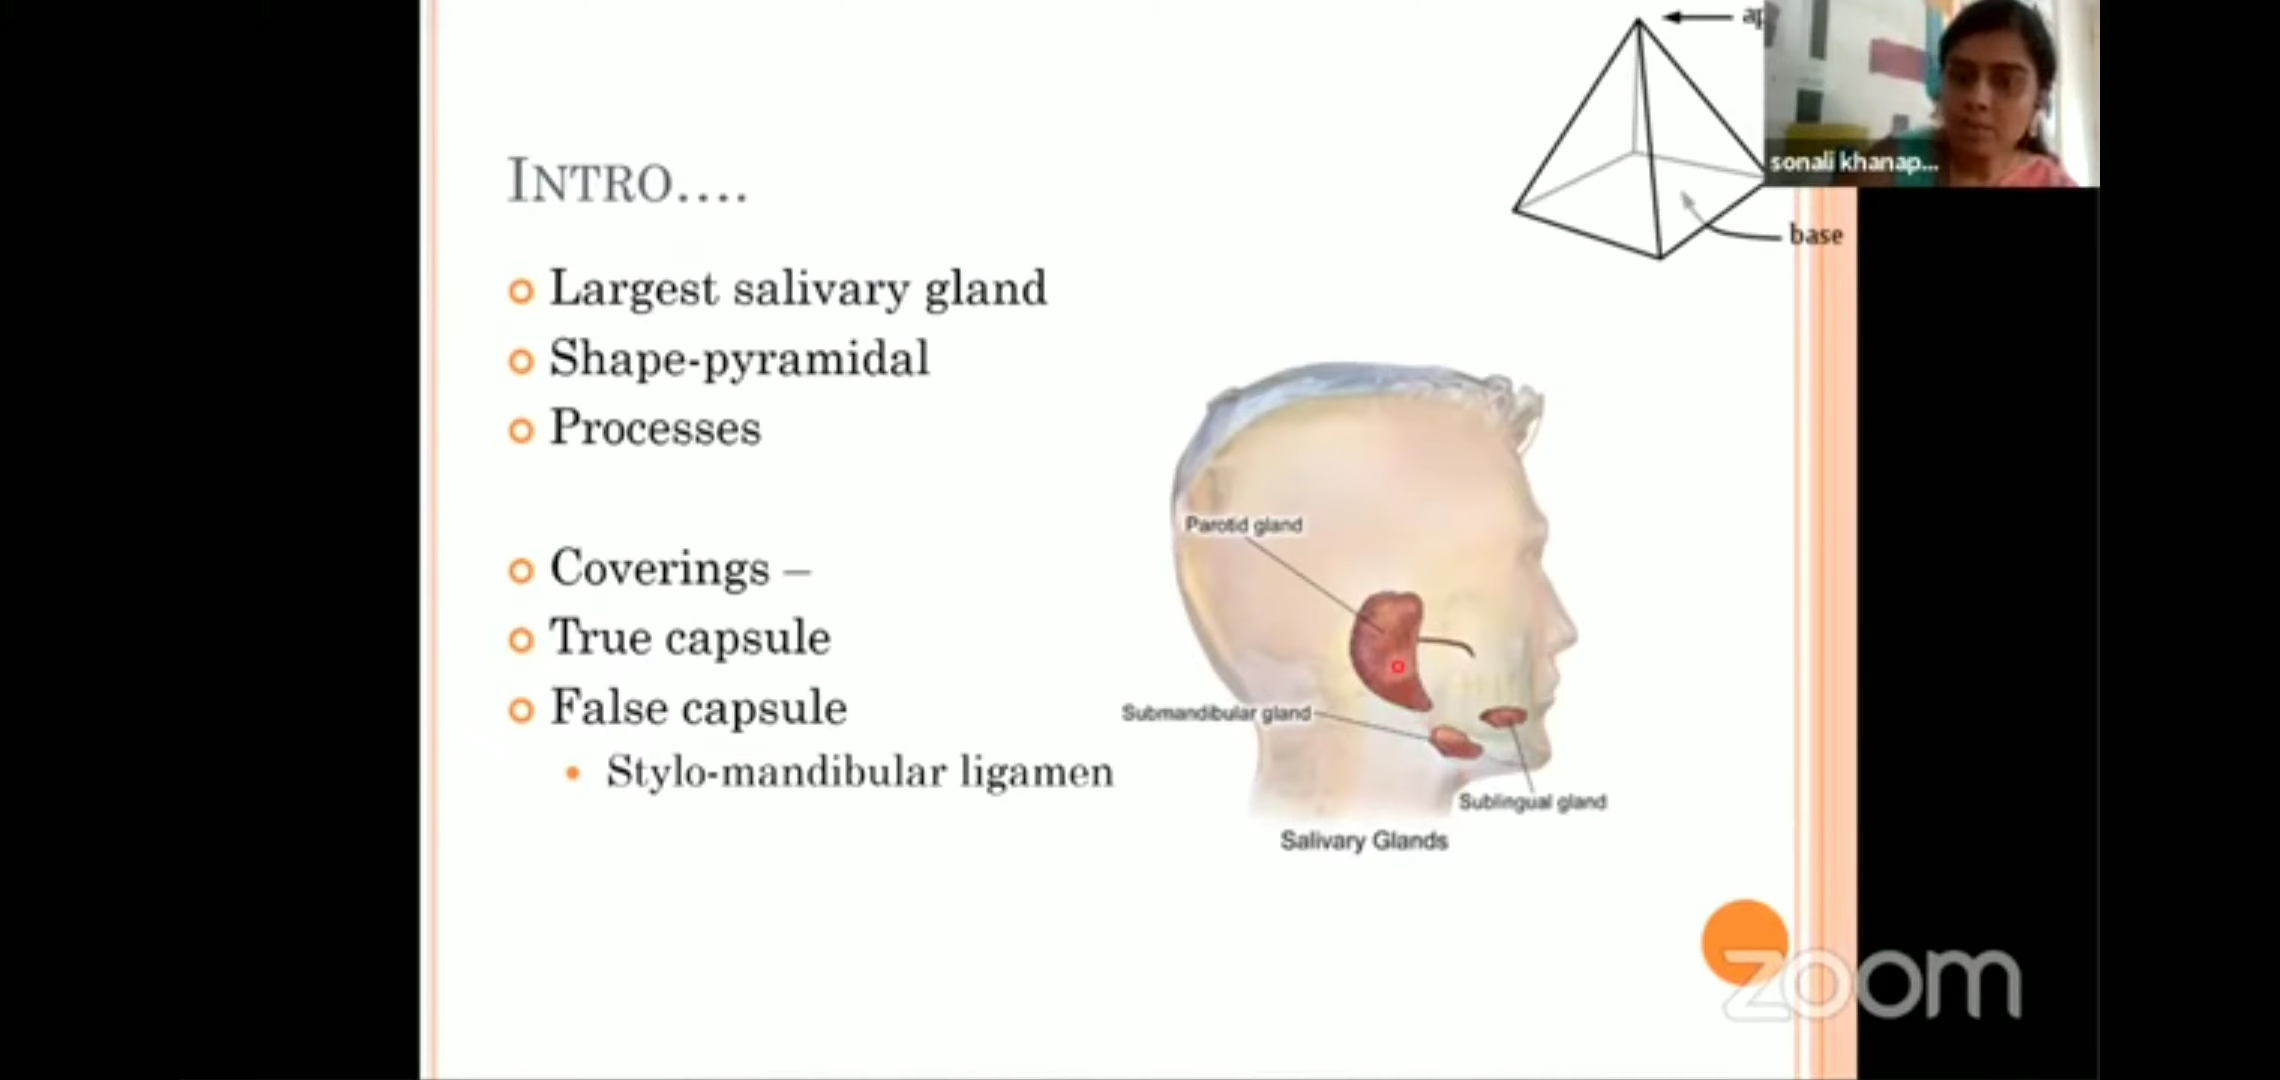 INTRO....
Largest salivary gland
Shape-pyramidal
Processes
Coverings –
True capsule
False capsule
Stylo-mandibular ligamen
base
sonali khanap...
Parotid gland
Submandibular gland
Sublingual gland
Salivary Glands
zoom